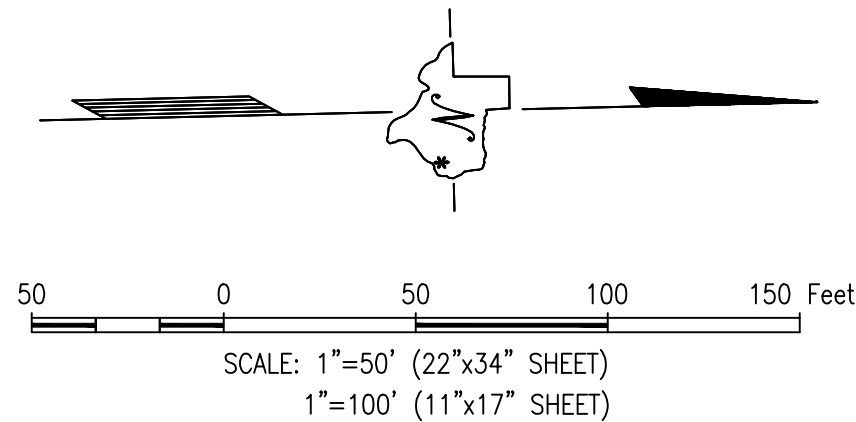 N
50 0 50 100 150 Feet
SCALE: 1"=50' (22"x34" SHEET)
1"=100' (11"x17" SHEET)